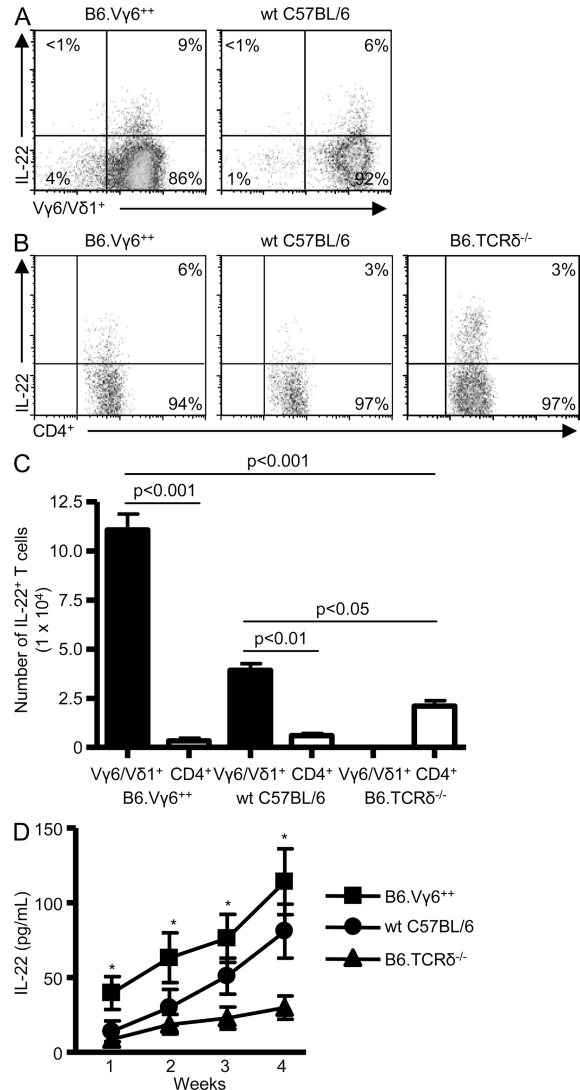 A
B6.Vγ6⁺⁺ wt C57BL/6
<1% 9% <1% 6%
IL-22
4% 86% 1% 92%
Vγ6/Vδ1⁺
B
B6.Vγ6⁺⁺ wt C57BL/6 B6.TCRδ⁻/⁻
6% 3% 3%
IL-22
94% 97% 97%
CD4⁺
C
p<0.001
p<0.001
p<0.05
p<0.01
Number of IL-22⁺ T cells
(1 x 10⁴)
12.5
10.0
7.5
5.0
2.5
0
Vγ6/Vδ1⁺ CD4⁺ Vγ6/Vδ1⁺ CD4⁺ Vγ6/Vδ1⁺ CD4⁺
B6.Vγ6⁺⁺ wt C57BL/6 B6.TCRδ⁻/⁻
D
IL-22 (pg/mL)
150
100
50
0
* * * *
1 2 3 4
Weeks
B6.Vγ6⁺⁺
wt C57BL/6
B6.TCRδ⁻/⁻